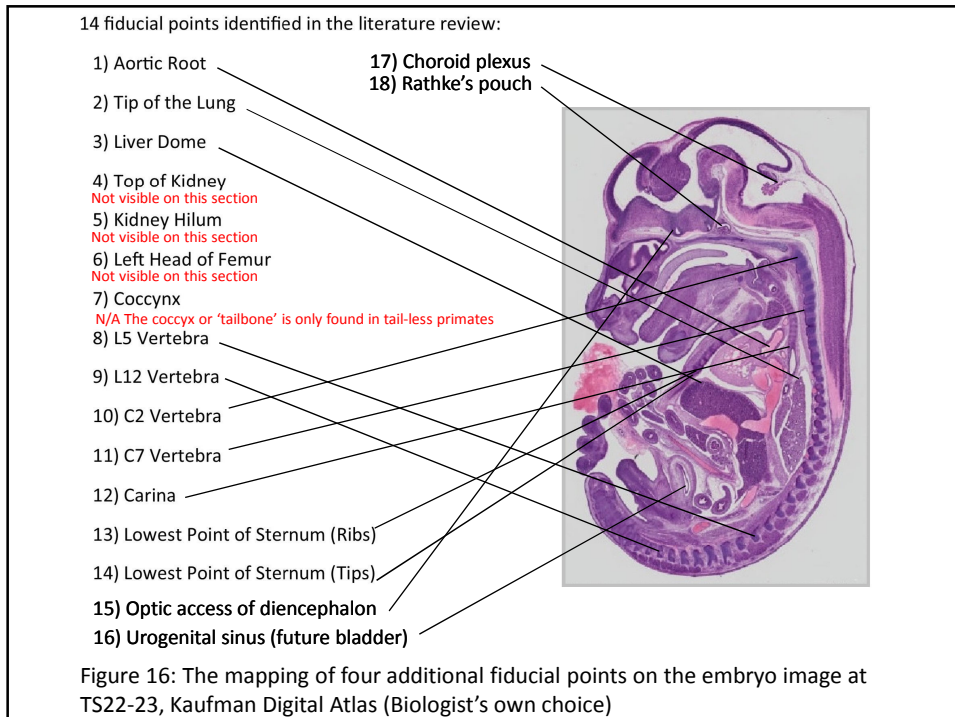 14 fiducial points identified in the literature review:
1) Aortic Root
2) Tip of the Lung
3) Liver Dome
4) Top of Kidney
Not visible on this section
5) Kidney Hilum
Not visible on this section
6) Left Head of Femur
Not visible on this section
7) Coccynx
N/A The coccyx or ‘tailbone’ is only found in tail-less primates
8) L5 Vertebra
9) L12 Vertebra
10) C2 Vertebra
11) C7 Vertebra
12) Carina
13) Lowest Point of Sternum (Ribs)
14) Lowest Point of Sternum (Tips)
15) Optic access of diencephalon
16) Urogenital sinus (future bladder)
17) Choroid plexus
18) Rathke’s pouch
Figure 16: The mapping of four additional fiducial points on the embryo image at
TS22-23, Kaufman Digital Atlas (Biologist’s own choice)